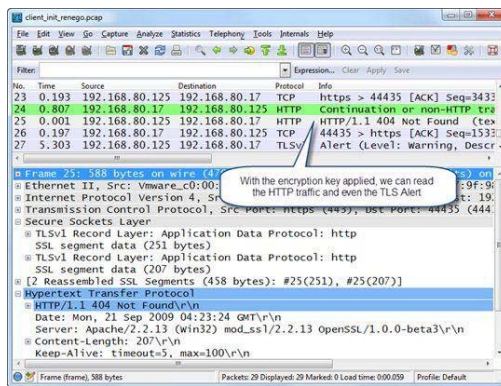 client_init_renego.pcap
File Edit View Go Capture Analyze Statistics Telephony Tools Internals Help
Filter: Expression... Clear Apply Save
No. Time Source Destination Protocol Info
23 0.193 192.168.80.125 192.168.80.17 TCP https > 44435 [ACK] Seq=3433
24 0.807 192.168.80.17 192.168.80.125 HTTP Continuation or non-HTTP tra
25 0.001 192.168.80.125 192.168.80.17 HTTP HTTP/1.1 404 Not Found (tex
26 0.197 192.168.80.17 192.168.80.125 TCP 44435 > https [ACK] Seq=1533
27 5.303 192.168.80.125 192.168.80.17 TLSv Alert (Level: Warning, Descr
With the encryption key applied, we can read
the HTTP traffic and even the TLS Alert
Frame 25: 588 bytes on wire (47 s) on
Ethernet II, Src: Vmware_c0:00: :9f:9
Internet Protocol Version 4, Sr st: 19
Transmission Control Protocol, Src Port: https (443), Dst Port: 44435 (444
Secure Sockets Layer
TLSv1 Record Layer: Application Data Protocol: http
SSL segment data (251 bytes)
TLSv1 Record Layer: Application Data Protocol: http
SSL segment data (207 bytes)
[2 Reassembled SSL Segments (458 bytes): #25(251), #25(207)]
Hypertext Transfer Protocol
HTTP/1.1 404 Not Found\r\n
Date: Mon, 21 Sep 2009 04:23:24 GMT\r\n
Server: Apache/2.2.13 (Win32) mod_ssl/2.2.13 OpenSSL/1.0.0-beta3\r\n
Content-Length: 207\r\n
Keep-Alive: timeout=5, max=100\r\n
Frame (frame), 588 bytes Packets: 29 Displayed: 29 Marked: 0 Load time: 0:00.059 Profile: Default